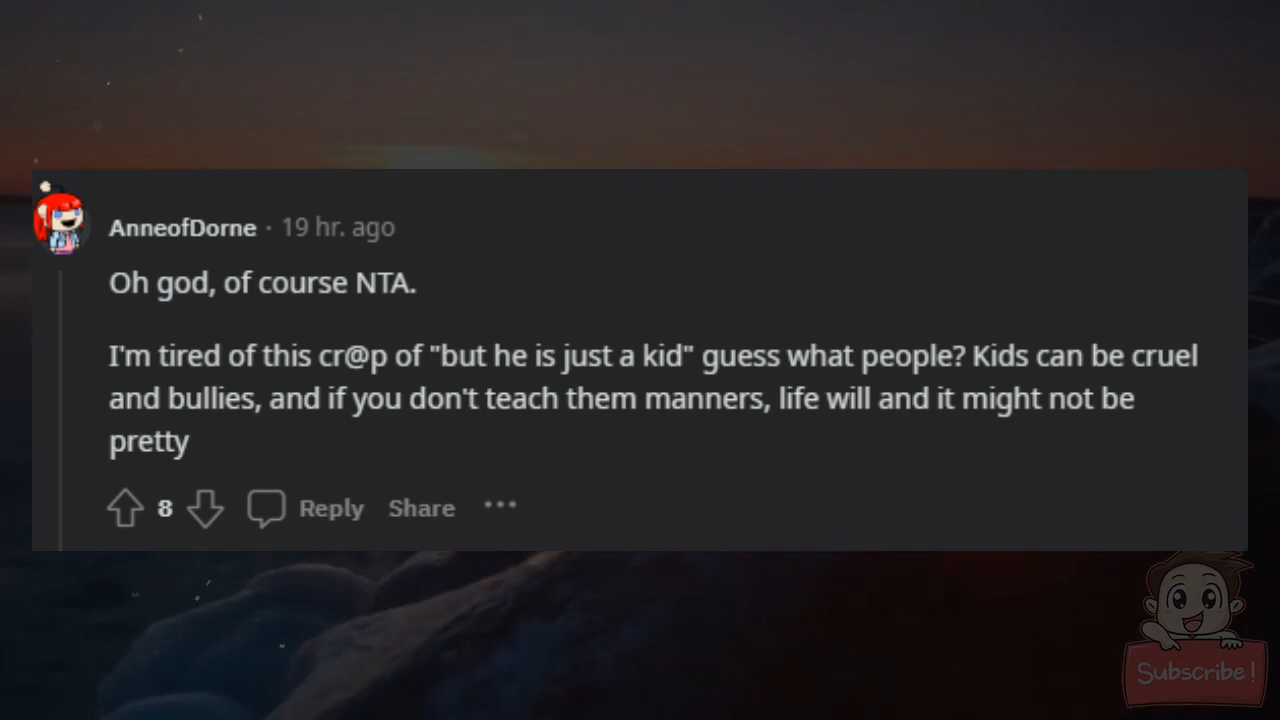 AnneofDorne · 19 hr. ago
Oh god, of course NTA.
I'm tired of this cr@p of "but he is just a kid" guess what people? Kids can be cruel
and bullies, and if you don't teach them manners, life will and it might not be
pretty
8 Reply Share ···
Subscribe!